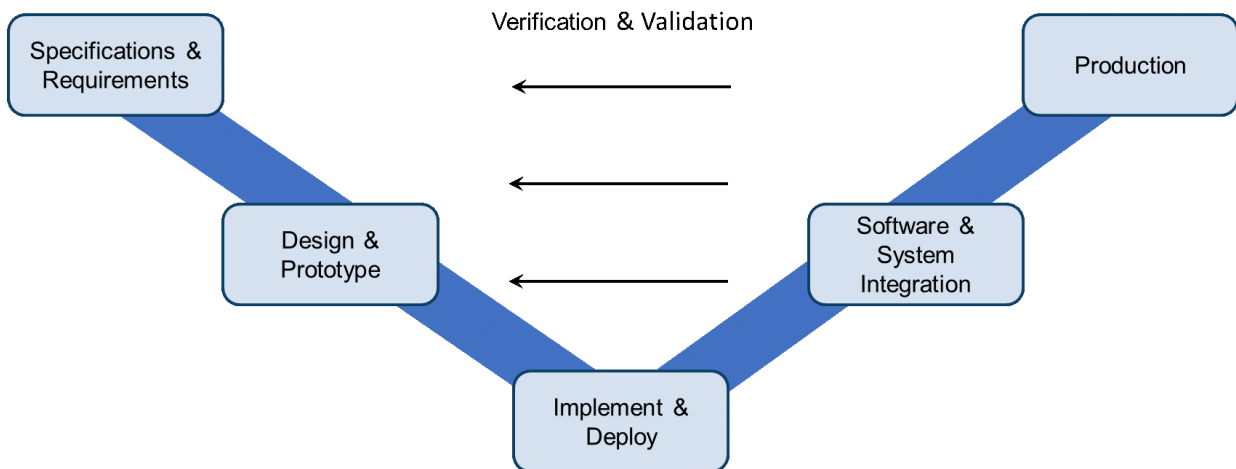 Verification & Validation
Specifications &
Requirements
Production
Design &
Prototype
Software &
System
Integration
Implement &
Deploy